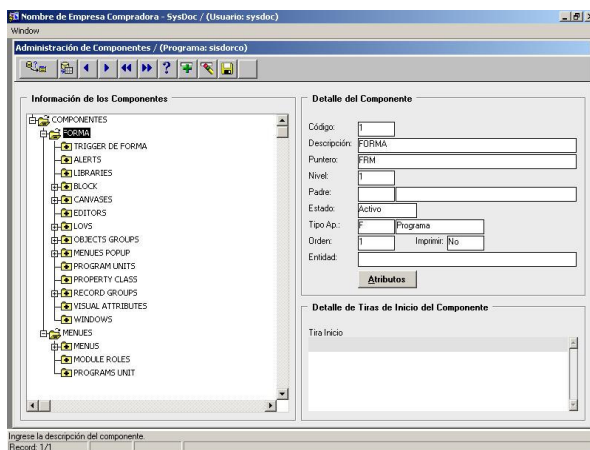 Nombre de Empresa Compradora - SysDoc / (Usuario: sysdoc)
Window
Administración de Componentes / (Programa: sisdorco)
Información de los Componentes
COMPONENTES
FORMA
TRIGGER DE FORMA
ALERTS
LIBRARIES
BLOCK
CANVASES
EDITORS
LOVS
OBJECTS GROUPS
MENUES POPUP
PROGRAM UNITS
PROPERTY CLASS
RECORD GROUPS
VISUAL ATTRIBUTES
WINDOWS
MENUES
MENUS
MODULE ROLES
PROGRAMS UNIT
Detalle del Componente
Código: 1
Descripción: FORMA
Puntero: FRM
Nivel: 1
Padre:
Estado: Activo
Tipo Ap.: F Programa
Orden: 1 Imprimir: No
Entidad:
Atributos
Detalle de Tiras de Inicio del Componente
Tira Inicio
Ingrese la descripción del componente.
Record: 1/1